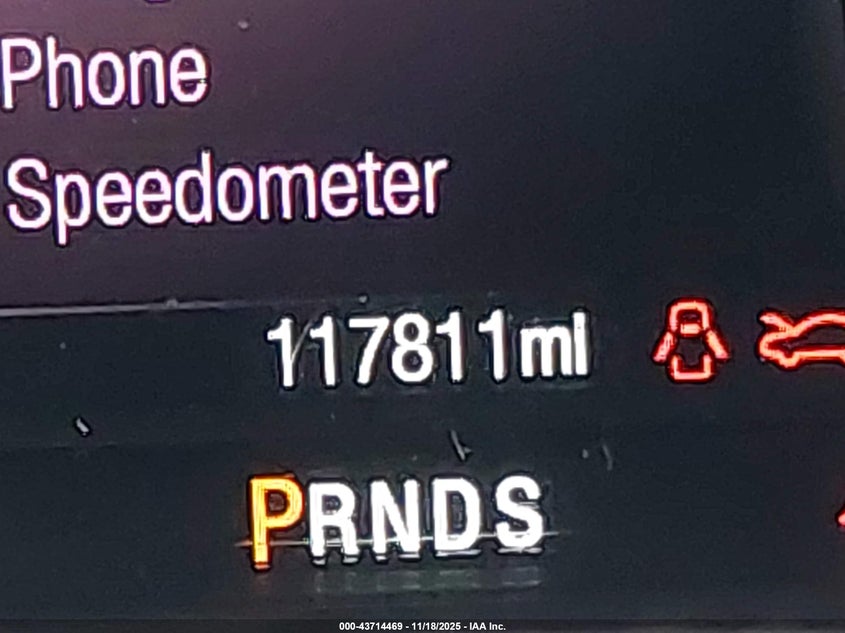 Phone
Speedometer
117811mi
PRNDS
000-43714469 - 11/18/2025 - IAA Inc.